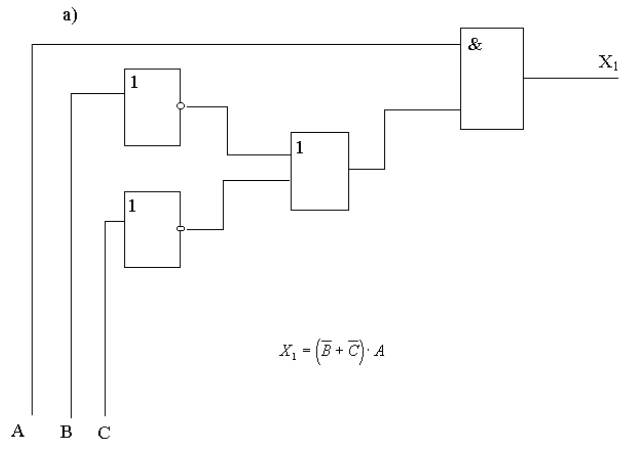 а)
&
X₁
1
1
1
X₁ = (B̅ + C̅) · A
A B C